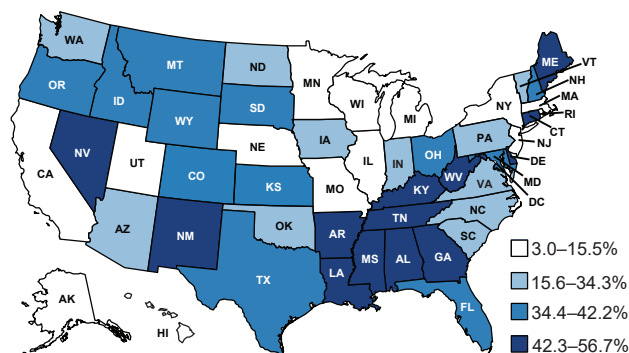 WA
MT
ND
MN
ME
VT
NH
MA
RI
CT
NJ
DE
MD
DC
OR
ID
SD
WI
MI
NY
WY
IA
PA
NV
UT
NE
IL
IN
OH
CA
CO
KS
MO
KY
WV
VA
AZ
NM
OK
AR
TN
NC
SC
TX
LA
MS
AL
GA
FL
AK
HI
3.0–15.5%
15.6–34.3%
34.4–42.2%
42.3–56.7%